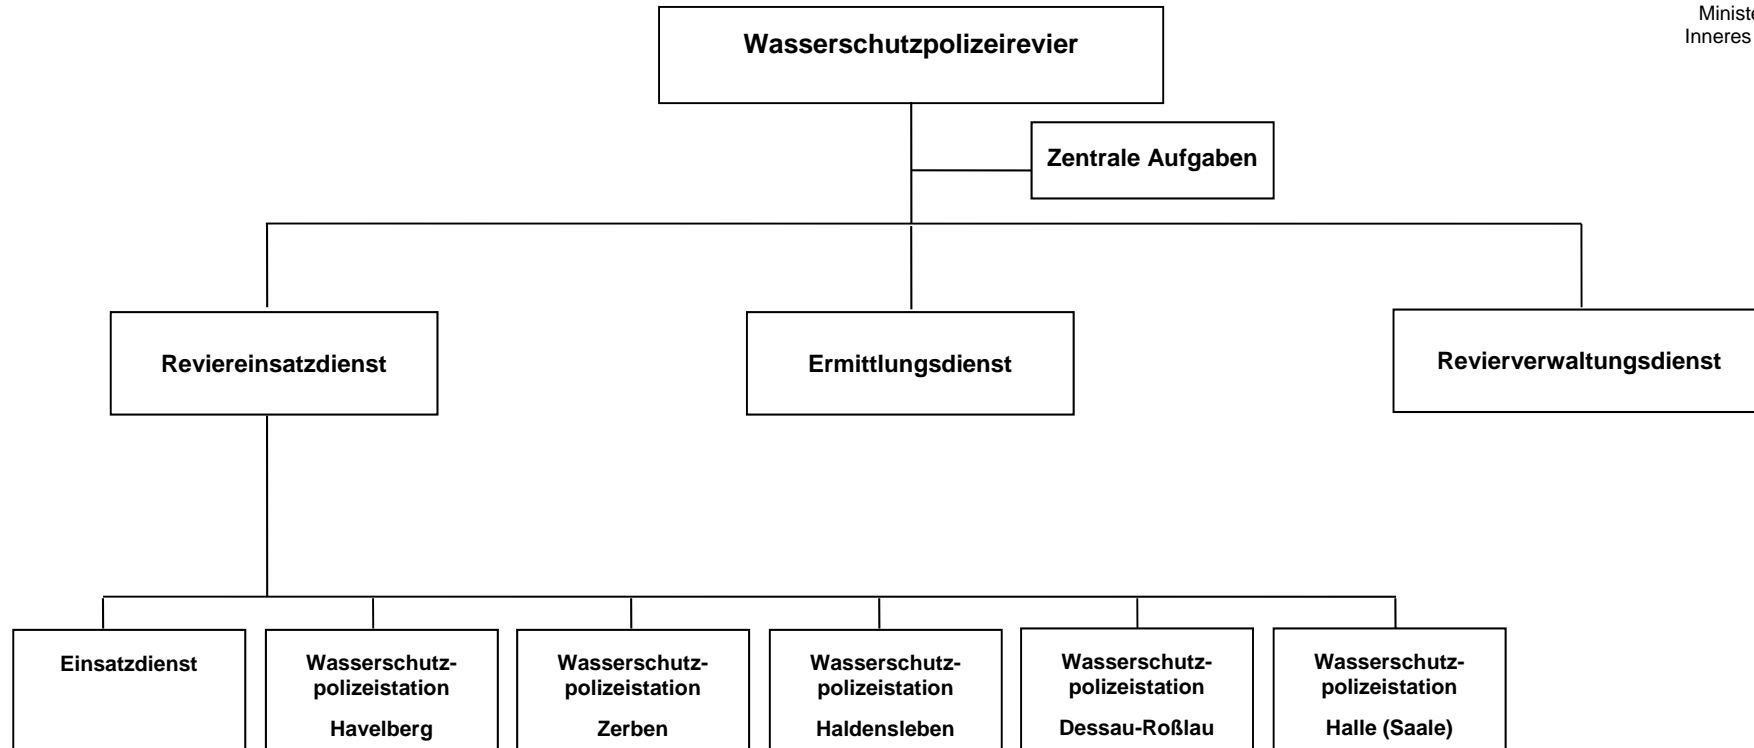 Inneres
Wasserschutzpolizeirevier
Zentrale Aufgaben
Reviereinsatzdienst
Ermittlungsdienst
Revierverwaltungsdienst
Einsatzdienst
Wasserschutz-
polizeistation
Havelberg
Wasserschutz-
polizeistation
Zerben
Wasserschutz-
polizeistation
Haldensleben
Wasserschutz-
polizeistation
Dessau-Roßlau
Wasserschutz-
polizeistation
Halle (Saale)